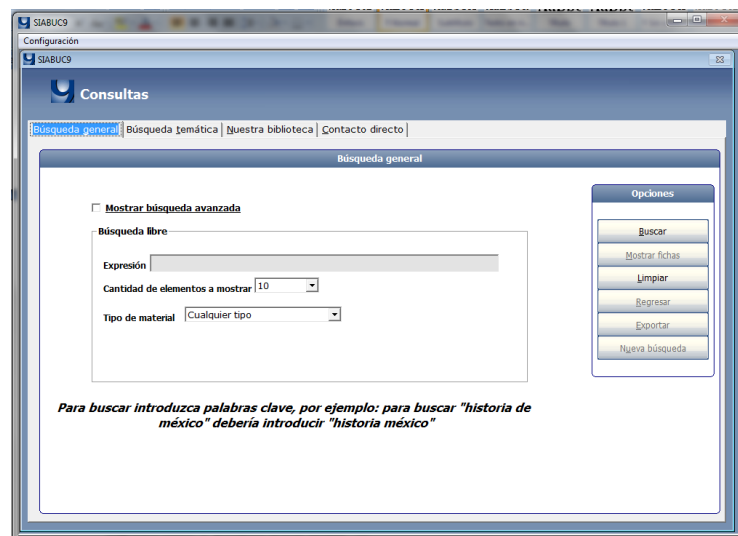 SIABUC9
Configuración
SIABUC9
Consultas
Búsqueda general Búsqueda temática Nuestra biblioteca Contacto directo
Búsqueda general
Opciones
Mostrar búsqueda avanzada
Búsqueda libre
Buscar
Expresión
Mostrar fichas
Cantidad de elementos a mostrar 10
Limpiar
Tipo de material Cualquier tipo
Regresar
Exportar
Nueva búsqueda
Para buscar introduzca palabras clave, por ejemplo: para buscar "historia de
méxico" debería introducir "historia méxico"